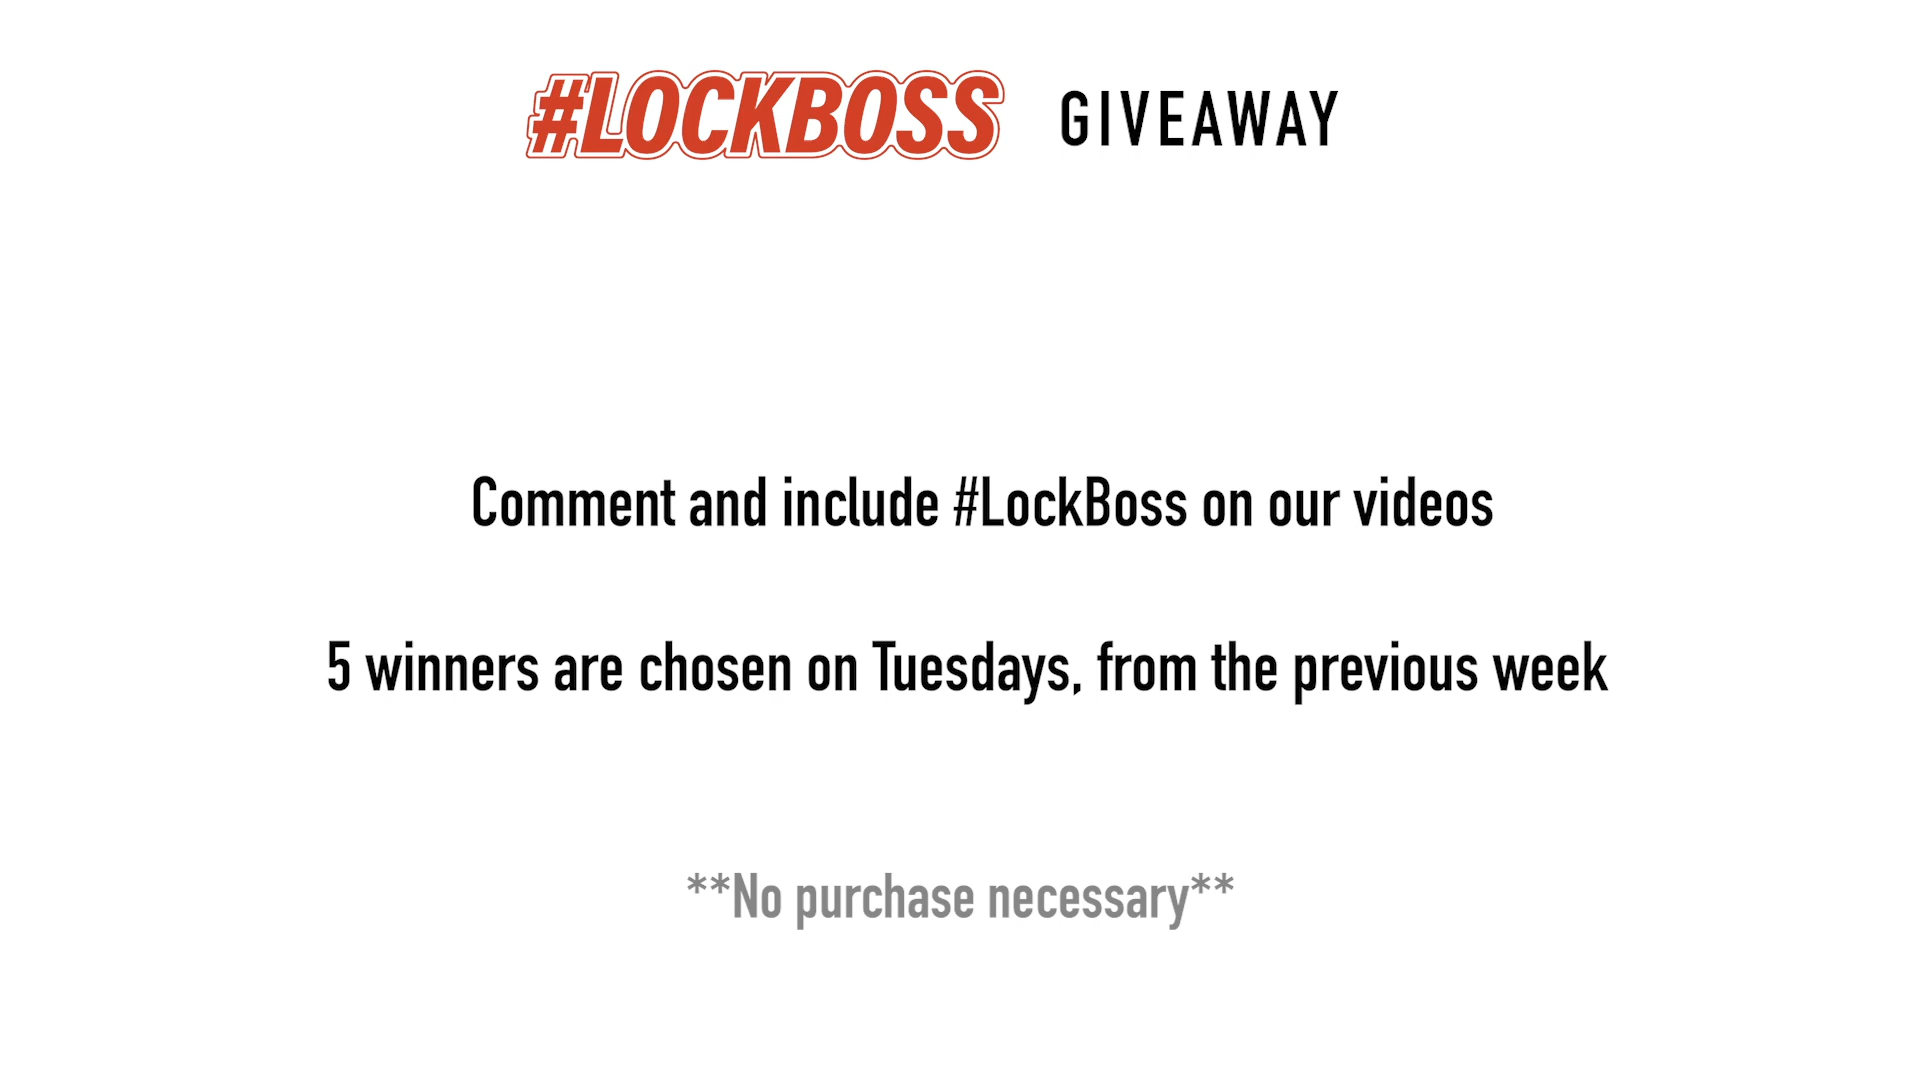 #LOCKBOSS GIVEAWAY
Comment and include #LockBoss on our videos
5 winners are chosen on Tuesdays, from the previous week
**No purchase necessary**